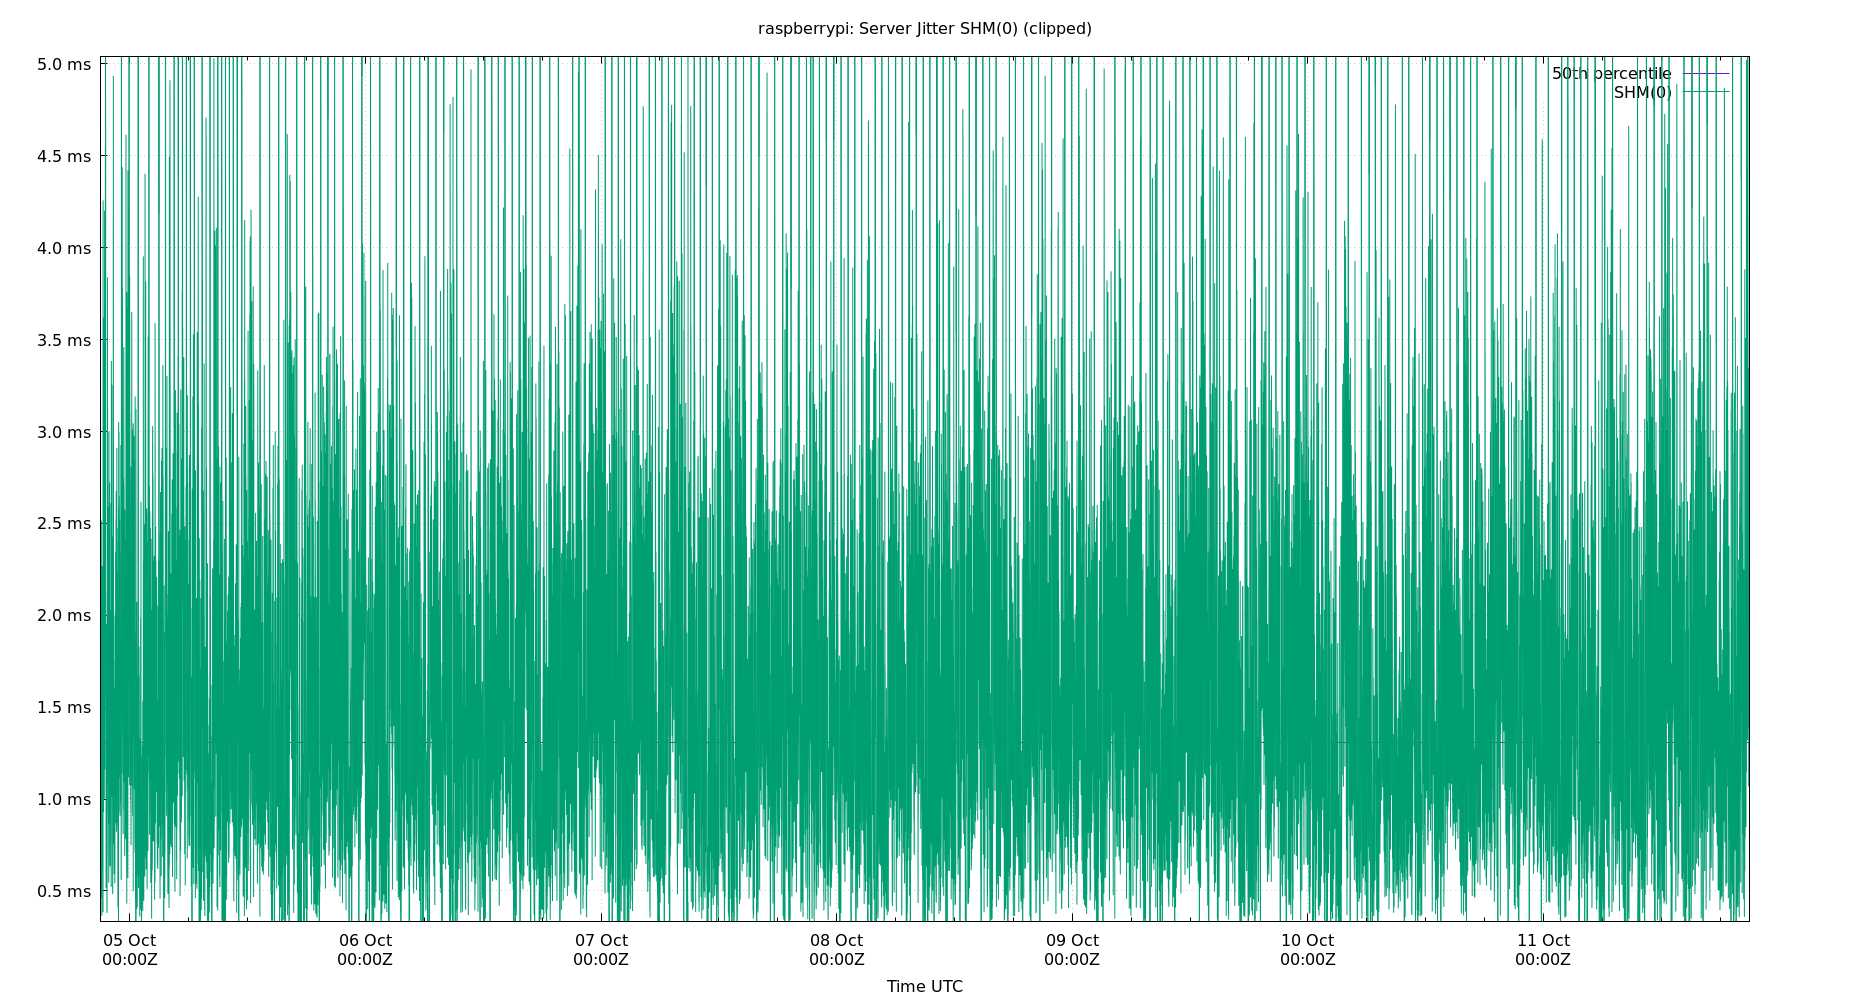 raspberrypi: Server Jitter SHM(0) (clipped)
5.0 ms
50th percentile
SHM(0)
4.5 ms
4.0 ms
3.5 ms
3.0 ms
2.5 ms
2.0 ms
1.5 ms
1.0 ms
0.5 ms
05 Oct 06 Oct 07 Oct 08 Oct 09 Oct 10 Oct 11 Oct
00:00Z 00:00Z 00:00Z 00:00Z 00:00Z 00:00Z 00:00Z
Time UTC